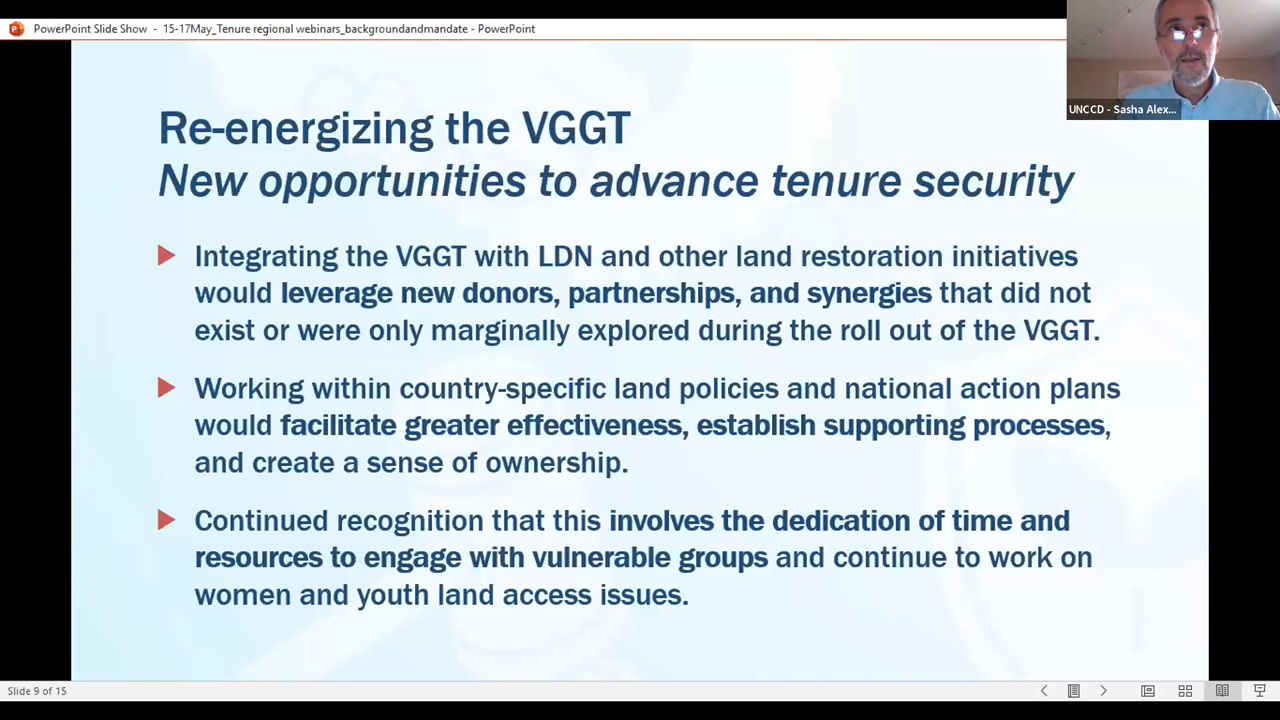 PowerPoint Slide Show - 15-17May_Tenure regional webinars_backgroundandmandate - PowerPoint
UNCCD - Sasha Alex...
Re-energizing the VGGT
New opportunities to advance tenure security
Integrating the VGGT with LDN and other land restoration initiatives
would leverage new donors, partnerships, and synergies that did not
exist or were only marginally explored during the roll out of the VGGT.
Working within country-specific land policies and national action plans
would facilitate greater effectiveness, establish supporting processes,
and create a sense of ownership.
Continued recognition that this involves the dedication of time and
resources to engage with vulnerable groups and continue to work on
women and youth land access issues.
Slide 9 of 15